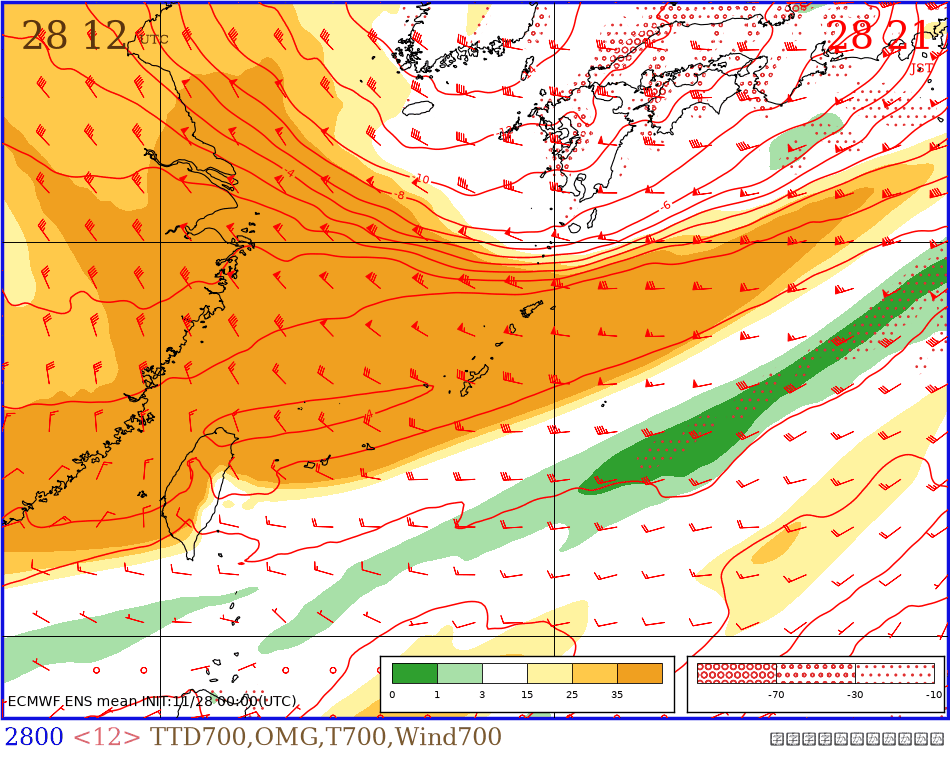 28 12 UTC
28 21 JST
-4
-10
-8
-6
4
ECMWF ENS mean INIT:11/28 00:00(UTC)
0 1 3 15 25 35
-70 -30 -10
2800 <12> TTD700,OMG,T700,Wind700